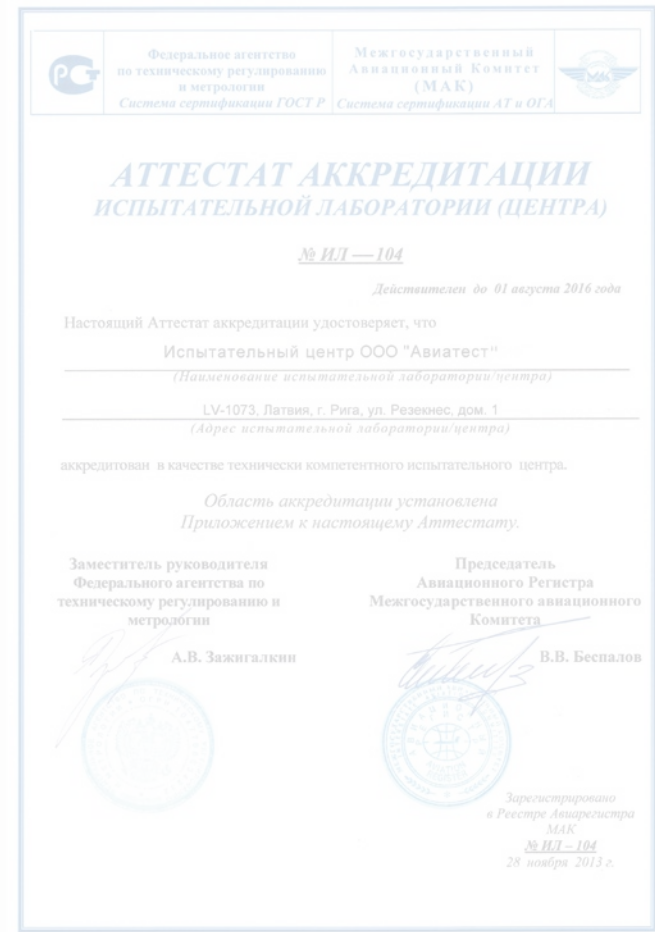 РСТ
Федеральное агентство
по техническому регулированию
и метрологии
Система сертификации ГОСТ Р
Межгосударственный
Авиационный Комитет
(МАК)
Система сертификации АТ и ОГА
МАК
АТТЕСТАТ АККРЕДИТАЦИИ
ИСПЫТАТЕЛЬНОЙ ЛАБОРАТОРИИ (ЦЕНТРА)
№ ИЛ —104
Действителен до 01 августа 2016 года
Настоящий Аттестат аккредитации удостоверяет, что
Испытательный центр ООО "Авиатест"
(Наименование испытательной лаборатории/центра)
LV-1073, Латвия, г. Рига, ул. Резекнес, дом. 1
(Адрес испытательной лаборатории/центра)
аккредитован в качестве технически компетентного испытательного центра.
Область аккредитации установлена
Приложением к настоящему Аттестату.
Заместитель руководителя
Федерального агентства по
техническому регулированию и
метрологии
А.В. Зажигалкин
Председатель
Авиационного Регистра
Межгосударственного авиационного
Комитета
В.В. Беспалов
Зарегистрировано
в Реестре Авиарегистра
МАК
№ ИЛ – 104
28 ноября 2013 г.